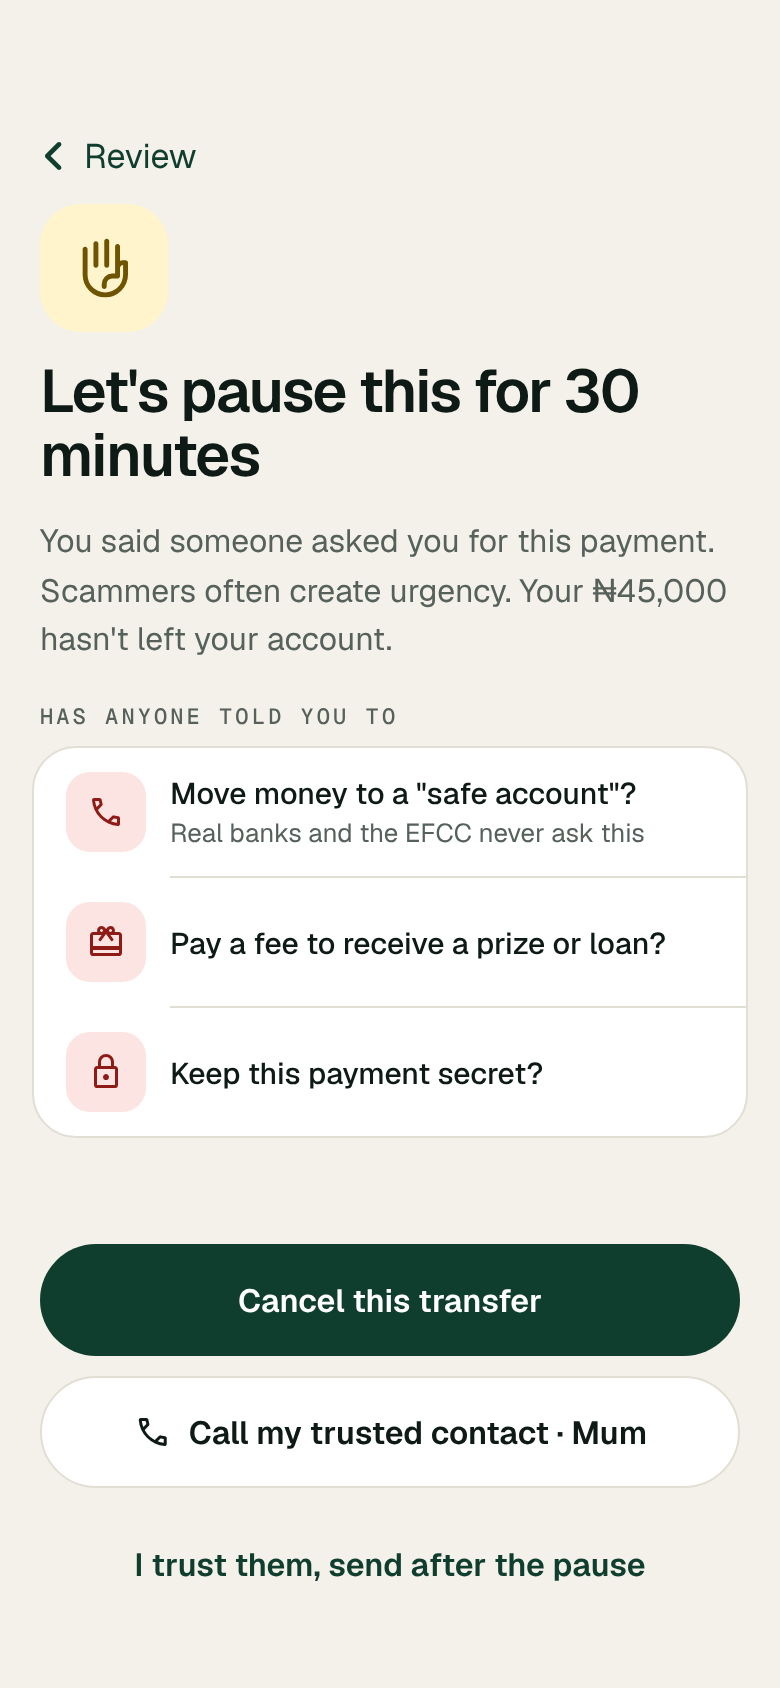 Review
Let's pause this for 30
minutes
You said someone asked you for this payment.
Scammers often create urgency. Your ₦45,000
hasn't left your account.
HAS ANYONE TOLD YOU TO
Move money to a "safe account"?
Real banks and the EFCC never ask this
Pay a fee to receive a prize or loan?
Keep this payment secret?
Cancel this transfer
Call my trusted contact · Mum
I trust them, send after the pause